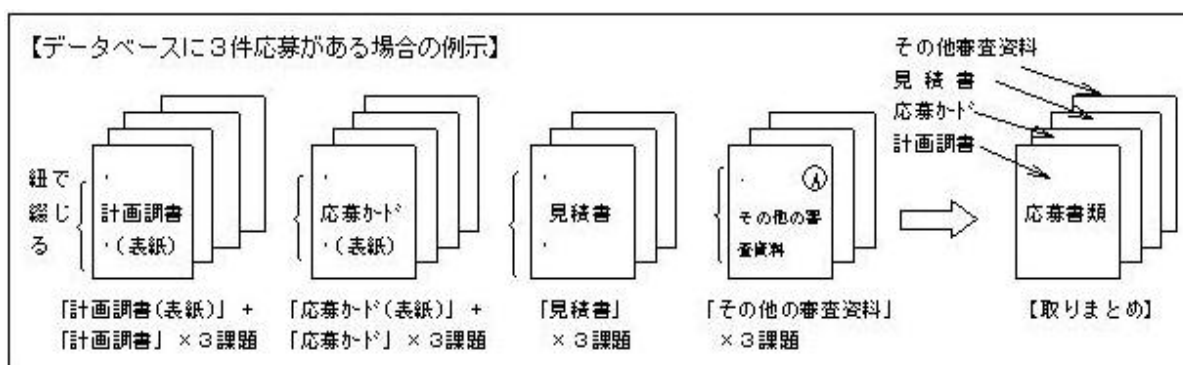 【データベースに３件応募がある場合の例示】
その他審査資料
見積書
応募ｶｰﾄﾞ
計画調書
紐で
綴じ
る
計画調書
(表紙)
応募ｶｰﾄﾞ
(表紙)
見積書
A
その他の審
査資料
応募書類
「計画調書(表紙)」＋
「計画調書」×３課題
「応募ｶｰﾄﾞ(表紙)」＋
「応募ｶｰﾄﾞ」×３課題
「見積書」
×３課題
「その他の審査資料」
×３課題
【取りまとめ】